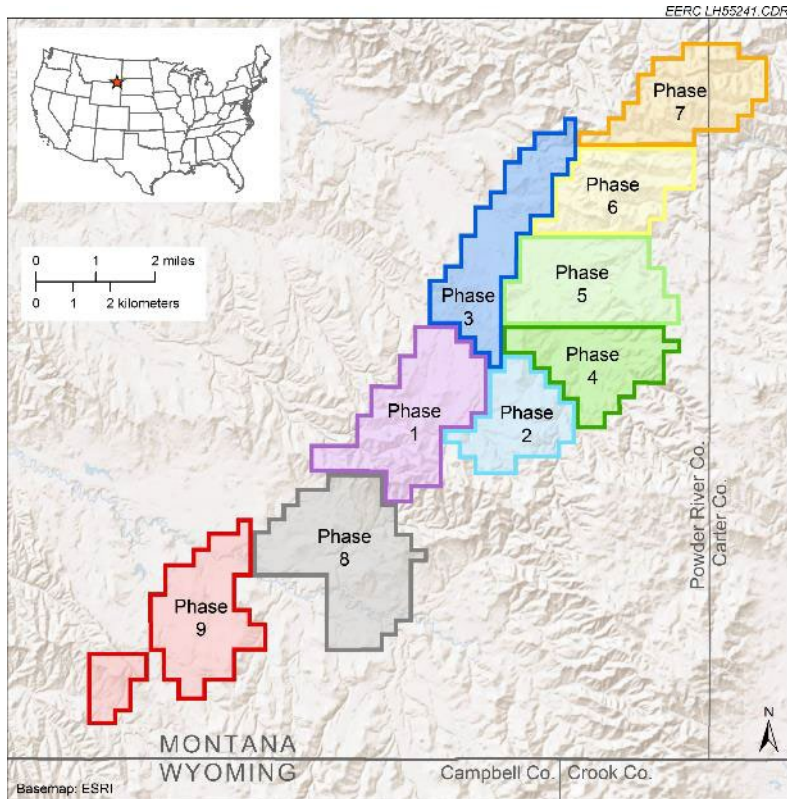 EERC LH55241.CDR
Phase
7
Phase
6
0 1 2 miles
0 1 2 kilometers
Phase
5
Phase
3
Phase
4
Phase
1
Phase
2
Powder River Co.
Carter Co.
Phase
8
Phase
9
N
MONTANA
WYOMING
Campbell Co.
Crook Co.
Basemap: ESRI